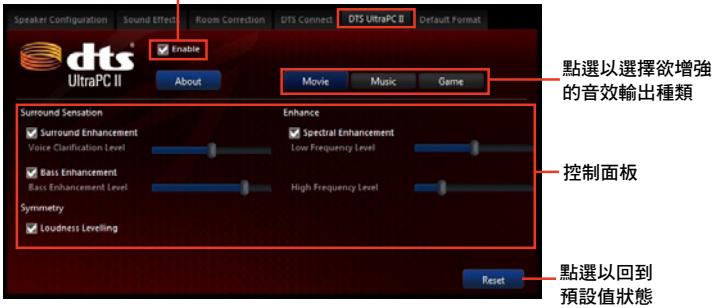 Speaker Configuration Sound Effects Room Correction DTS Connect DTS UltraPC II Default Format
dts
UltraPC II
Enable
About
Movie Music Game
點選以選擇欲增強
的音效輸出種類
Surround Sensation
Surround Enhancement
Voice Clarification Level
Bass Enhancement
Bass Enhancement Level
Symmetry
Loudness Levelling
Enhance
Spectral Enhancement
Low Frequency Level
High Frequency Level
控制面板
Reset
點選以回到
預設值狀態